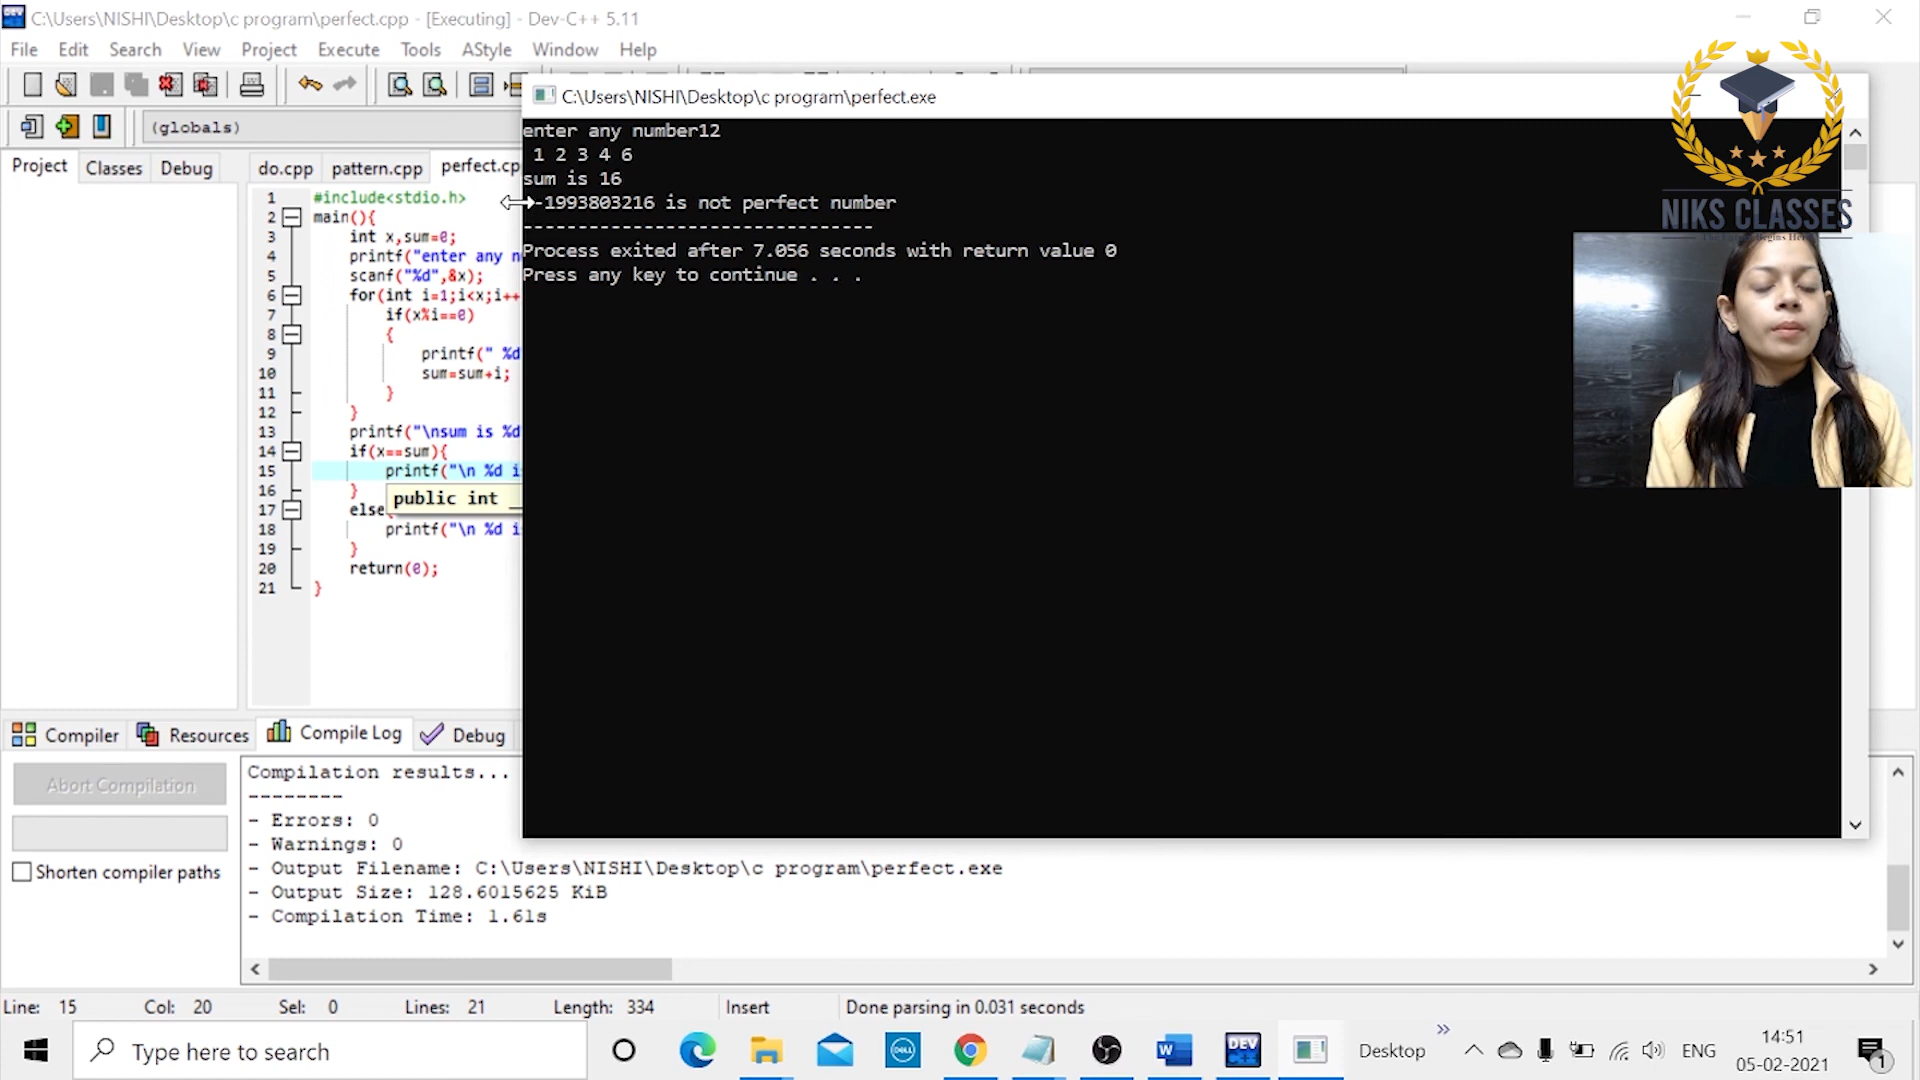 C:\Users\NISHI\Desktop\c program\perfect.cpp - [Executing] - Dev-C++ 5.11
File Edit Search View Project Execute Tools AStyle Window Help
(globals)
Project Classes Debug
do.cpp pattern.cpp perfect.cp
1 #include<stdio.h>
2 main(){
3 int x,sum=0;
4 printf("enter any n
5 scanf("%d",&x);
6 for(int i=1;i<x;i++
7 if(x%i==0)
8 {
9 printf(" %d
10 sum=sum+i;
11 }
12 }
13 printf("\nsum is %d
14 if(x==sum){
15 printf("\n %d i
16 }
public int _
17 else
18 printf("\n %d i
19 }
20 return(0);
21 }
C:\Users\NISHI\Desktop\c program\perfect.exe
enter any number12
1 2 3 4 6
sum is 16
-1993803216 is not perfect number
--------------------------------
Process exited after 7.056 seconds with return value 0
Press any key to continue . . .
NIKS CLASSES
Compiler Resources Compile Log Debug
Abort Compilation
Shorten compiler paths
Compilation results...
--------
- Errors: 0
- Warnings: 0
- Output Filename: C:\Users\NISHI\Desktop\c program\perfect.exe
- Output Size: 128.6015625 KiB
- Compilation Time: 1.61s
Line: 15 Col: 20 Sel: 0 Lines: 21 Length: 334 Insert Done parsing in 0.031 seconds
Type here to search
DELL
W
DEV C++
Desktop
ENG
14:51
05-02-2021
1